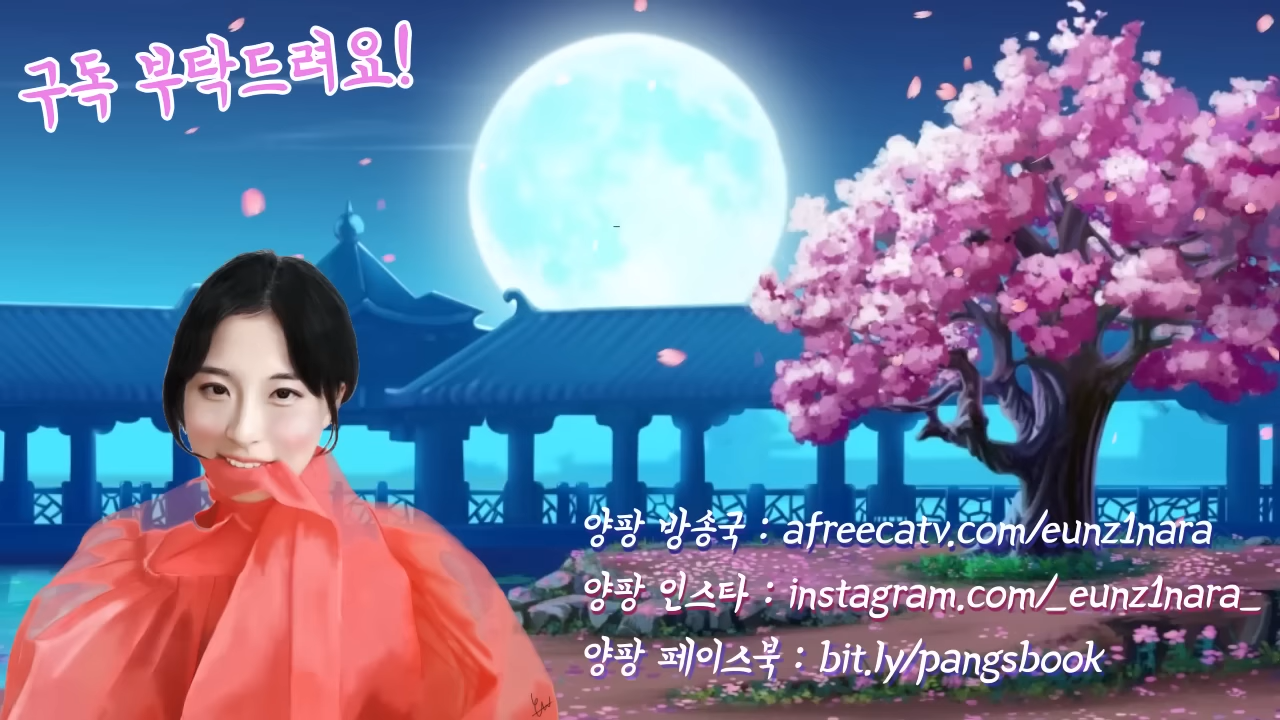 구독 부탁드려요!
양팡 방송국 : afreecatv.com/eunz1nara
양팡 인스타 : instagram.com/_eunz1nara_
양팡 페이스북 : bit.ly/pangsbook